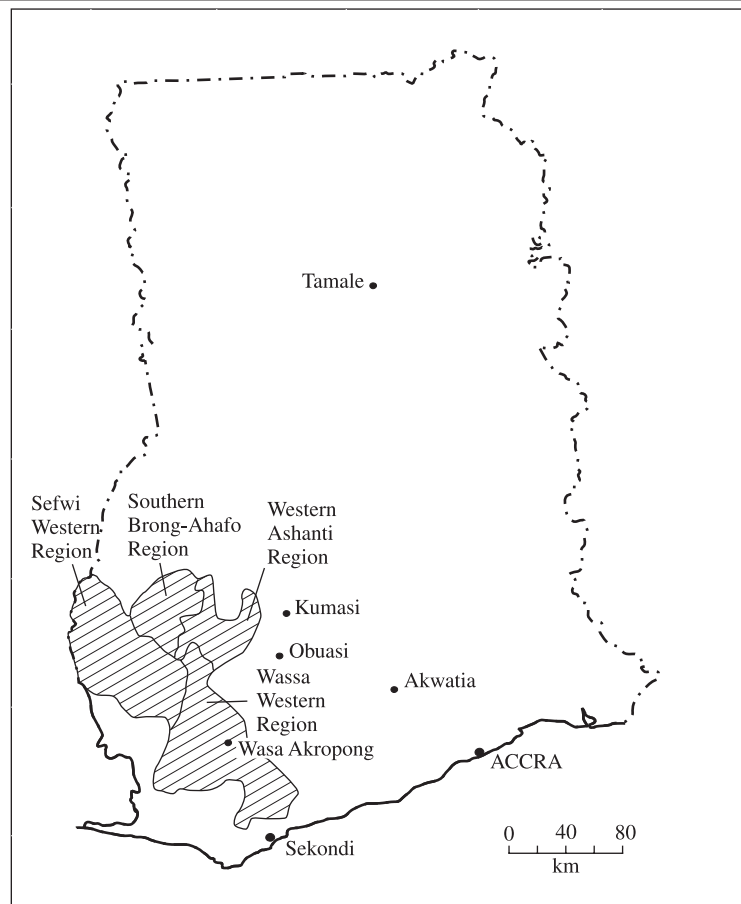 Tamale
Sefwi
Western
Region
Southern
Brong-Ahafo
Region
Western
Ashanti
Region
Kumasi
Obuasi
Wassa
Western
Region
Akwatia
Wasa Akropong
ACCRA
Sekondi
0 40 80
km